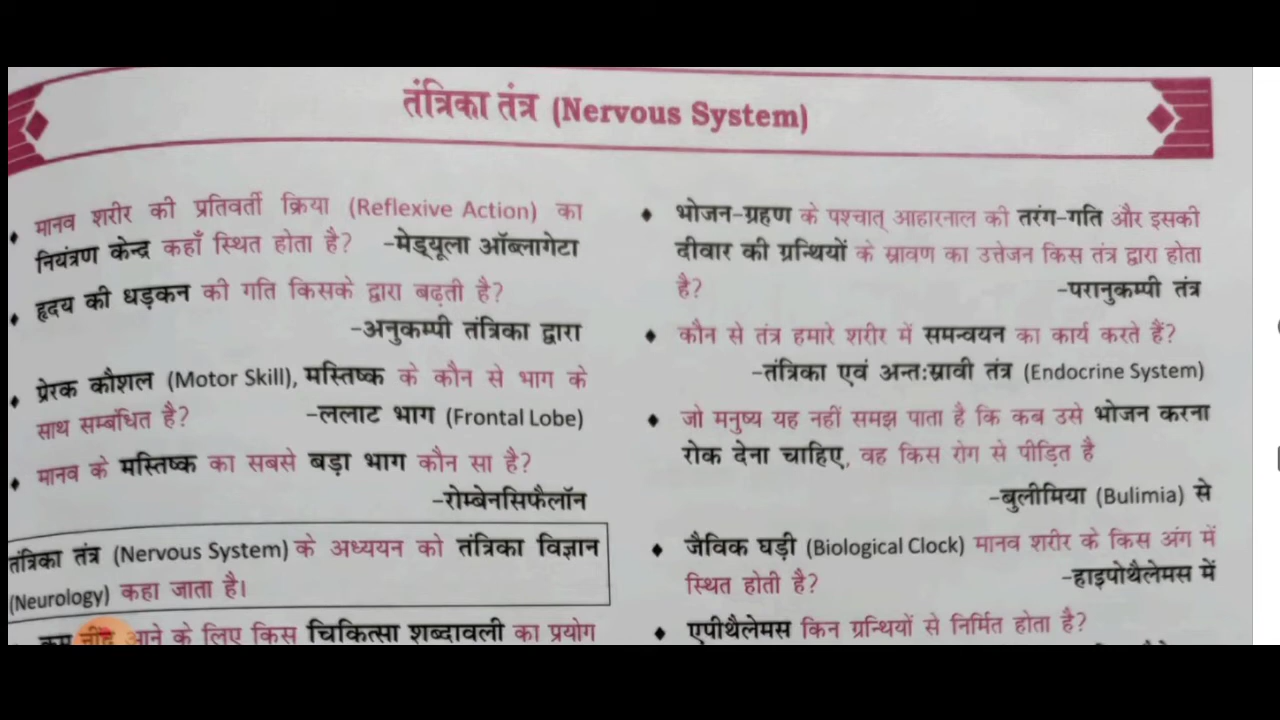 तंत्रिका तंत्र (Nervous System)
मानव शरीर की प्रतिवर्ती क्रिया (Reflexive Action) का
नियंत्रण केन्द्र कहाँ स्थित होता है? -मेड्यूला ऑब्लागेटा
हृदय की धड़कन की गति किसके द्वारा बढ़ती है?
-अनुकम्पी तंत्रिका द्वारा
प्रेरक कौशल (Motor Skill), मस्तिष्क के कौन से भाग के
साथ सम्बंधित है? -ललाट भाग (Frontal Lobe)
मानव के मस्तिष्क का सबसे बड़ा भाग कौन सा है?
-रोम्बेनसिफैलॉन
तंत्रिका तंत्र (Nervous System) के अध्ययन को तंत्रिका विज्ञान
(Neurology) कहा जाता है।
आने के लिए किस चिकित्सा शब्दावली का प्रयोग
भोजन-ग्रहण के पश्चात् आहारनाल की तरंग-गति और इसकी
दीवार की ग्रन्थियों के स्रावण का उत्तेजन किस तंत्र द्वारा होता
है? -परानुकम्पी तंत्र
कौन से तंत्र हमारे शरीर में समन्वयन का कार्य करते हैं?
-तंत्रिका एवं अन्तःस्रावी तंत्र (Endocrine System)
जो मनुष्य यह नहीं समझ पाता है कि कब उसे भोजन करना
रोक देना चाहिए, वह किस रोग से पीड़ित है
-बुलीमिया (Bulimia) से
जैविक घड़ी (Biological Clock) मानव शरीर के किस अंग में
स्थित होती है? -हाइपोथैलेमस में
एपीथैलेमस किन ग्रन्थियों से निर्मित होता है?